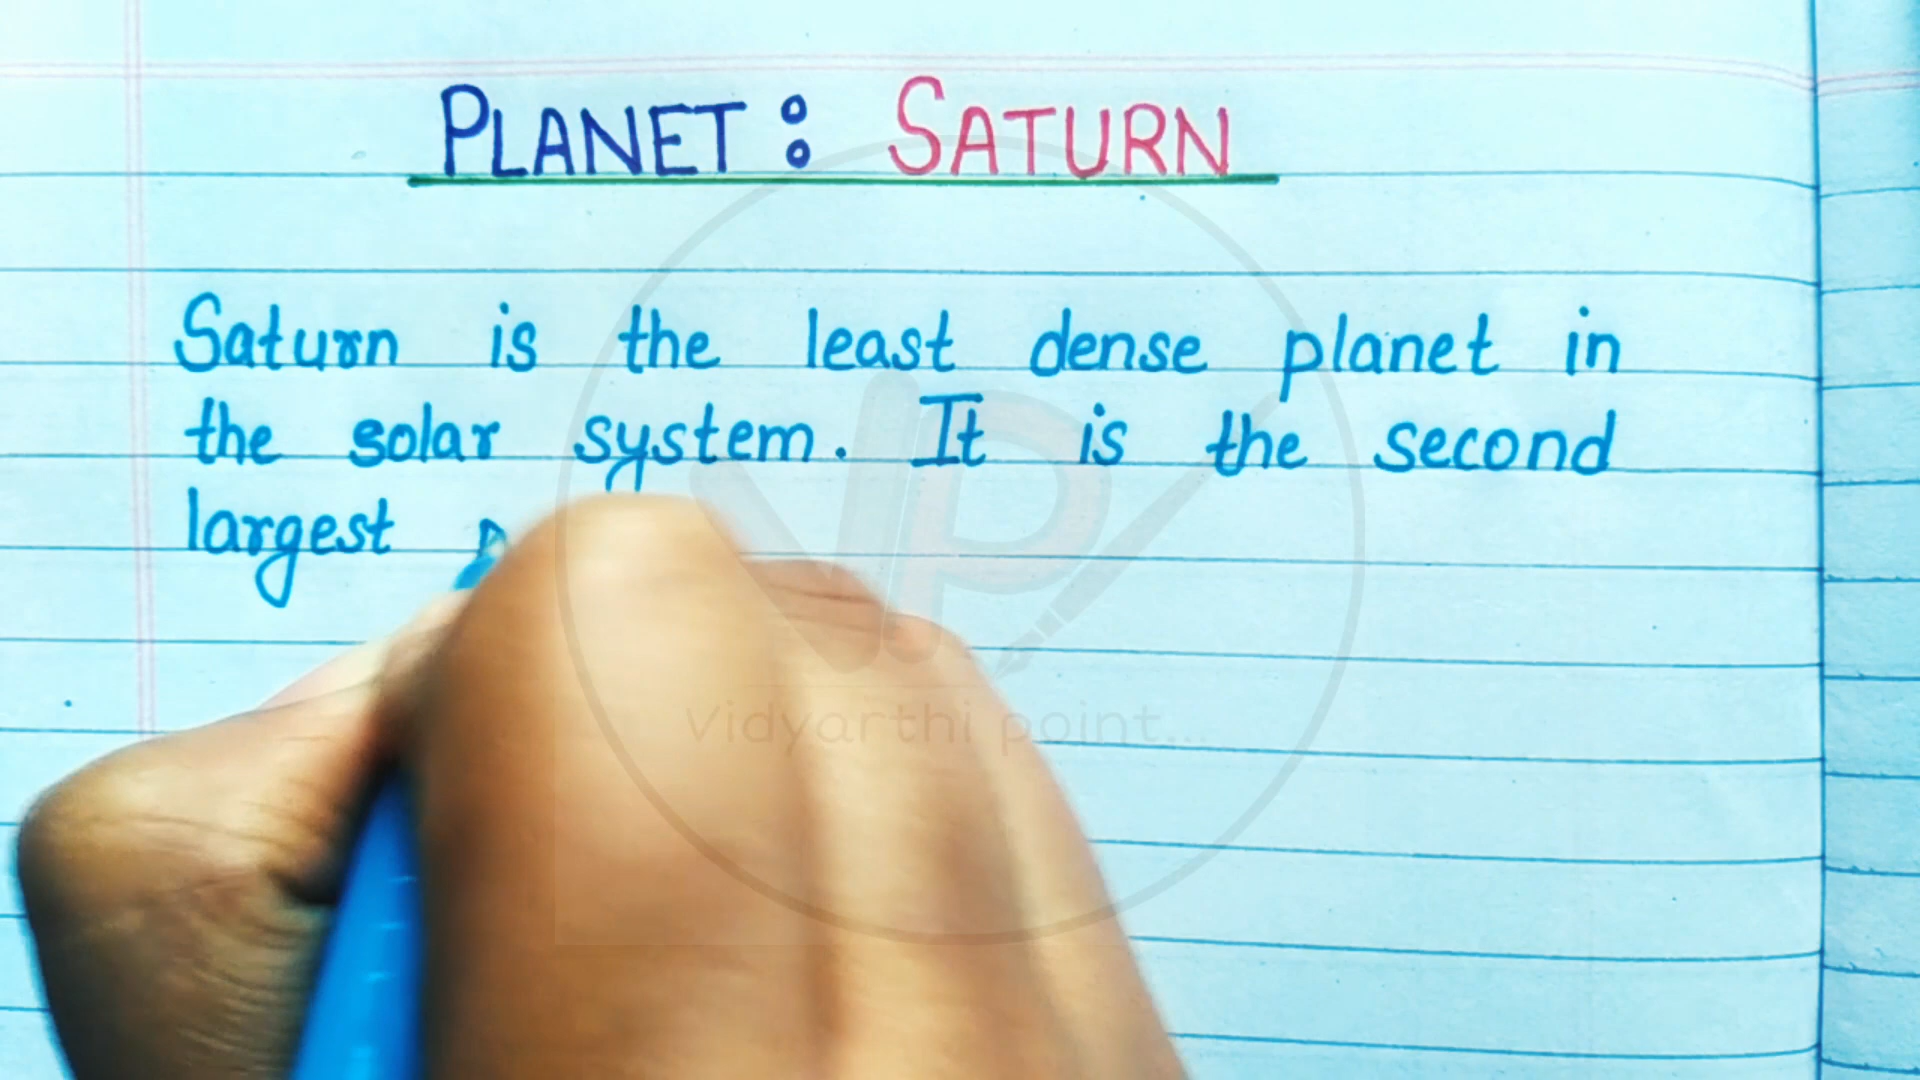 PLANET: SATURN
Saturn is the least dense planet in
the solar system. It is the second
largest
Vidyarthi point...